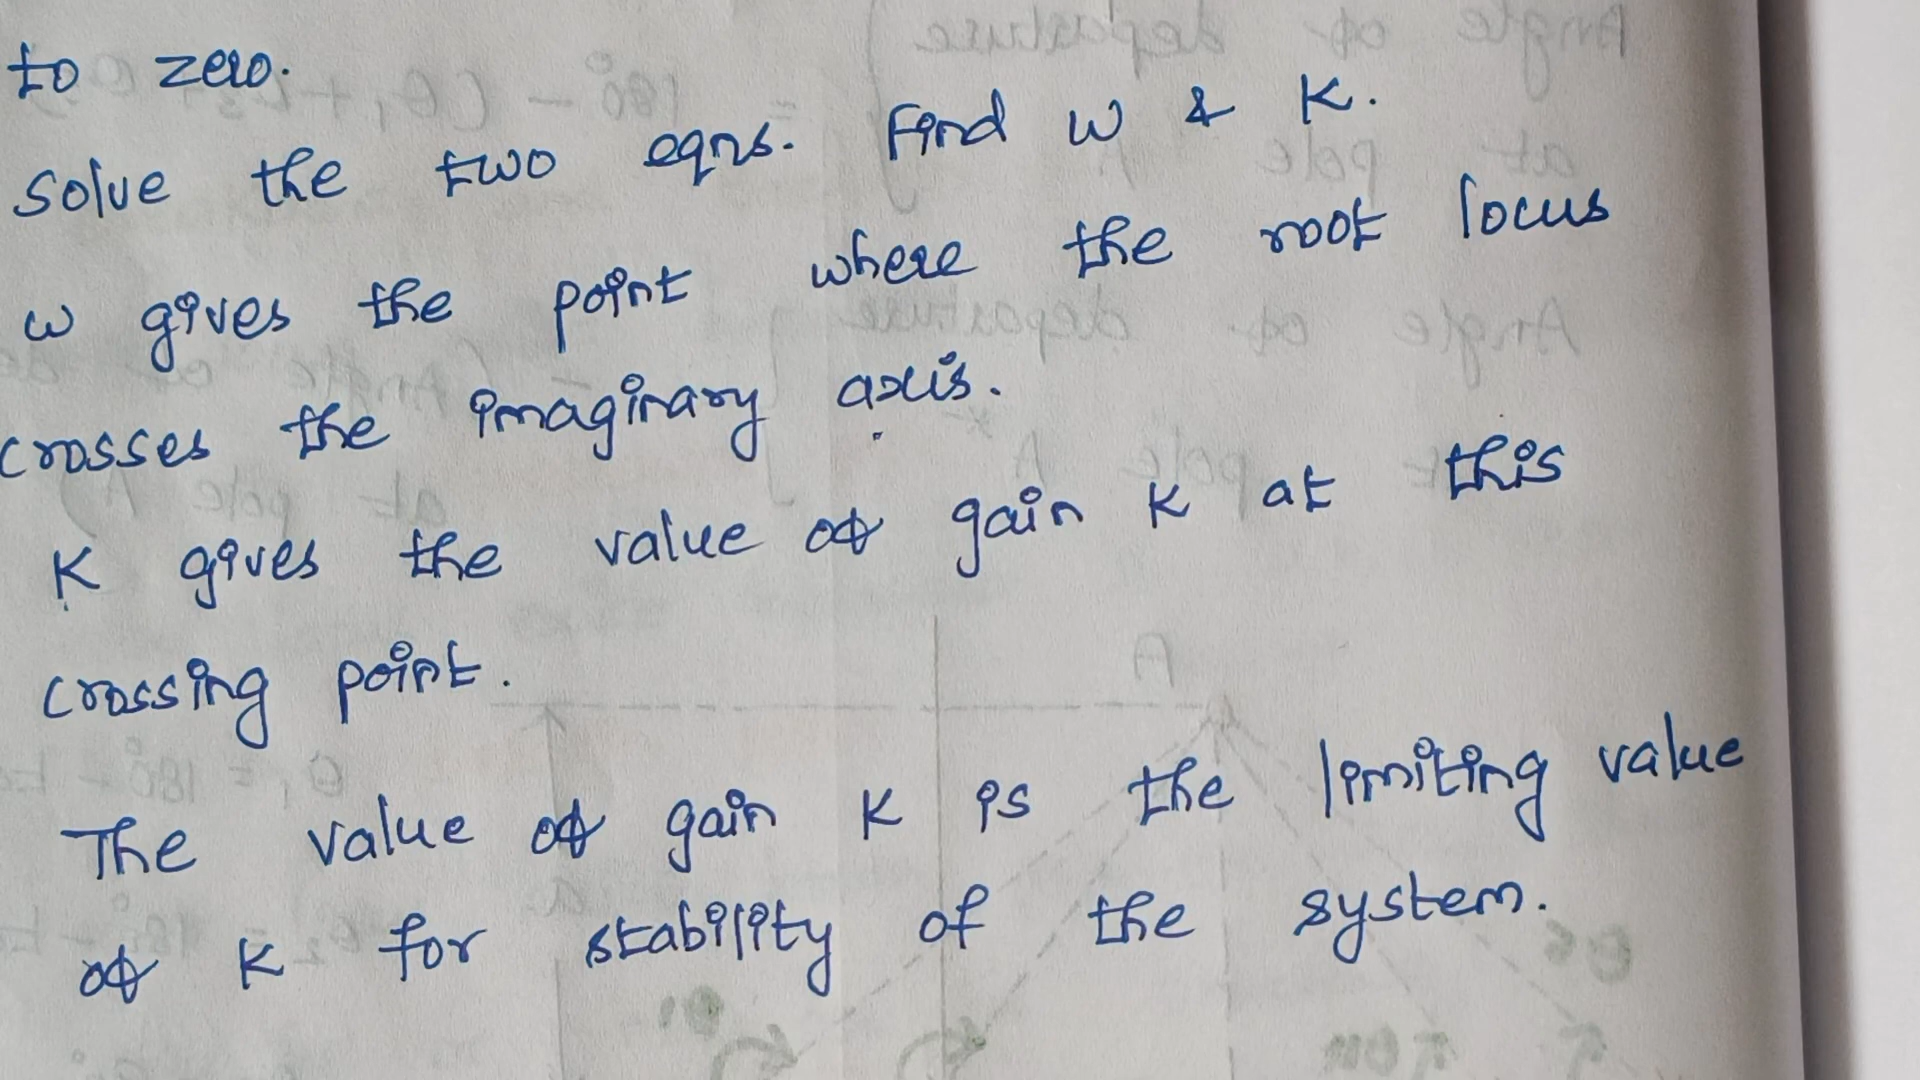 to zero.
Solve the two eqns. Find ω & K.
ω gives the point where the root locus
crosses the imaginary axis.
K gives the value of gain K at this
crossing point.
The value of gain K is the limiting value
of K for stability of the system.